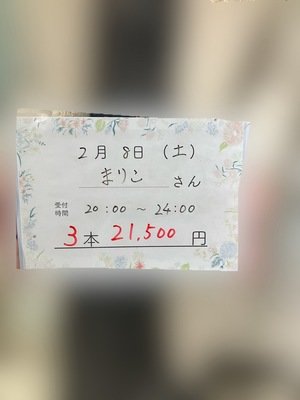 2月 8日 (土)
まりこ さん
受付時間 20:00 ～ 24:00
3本 21,500 円